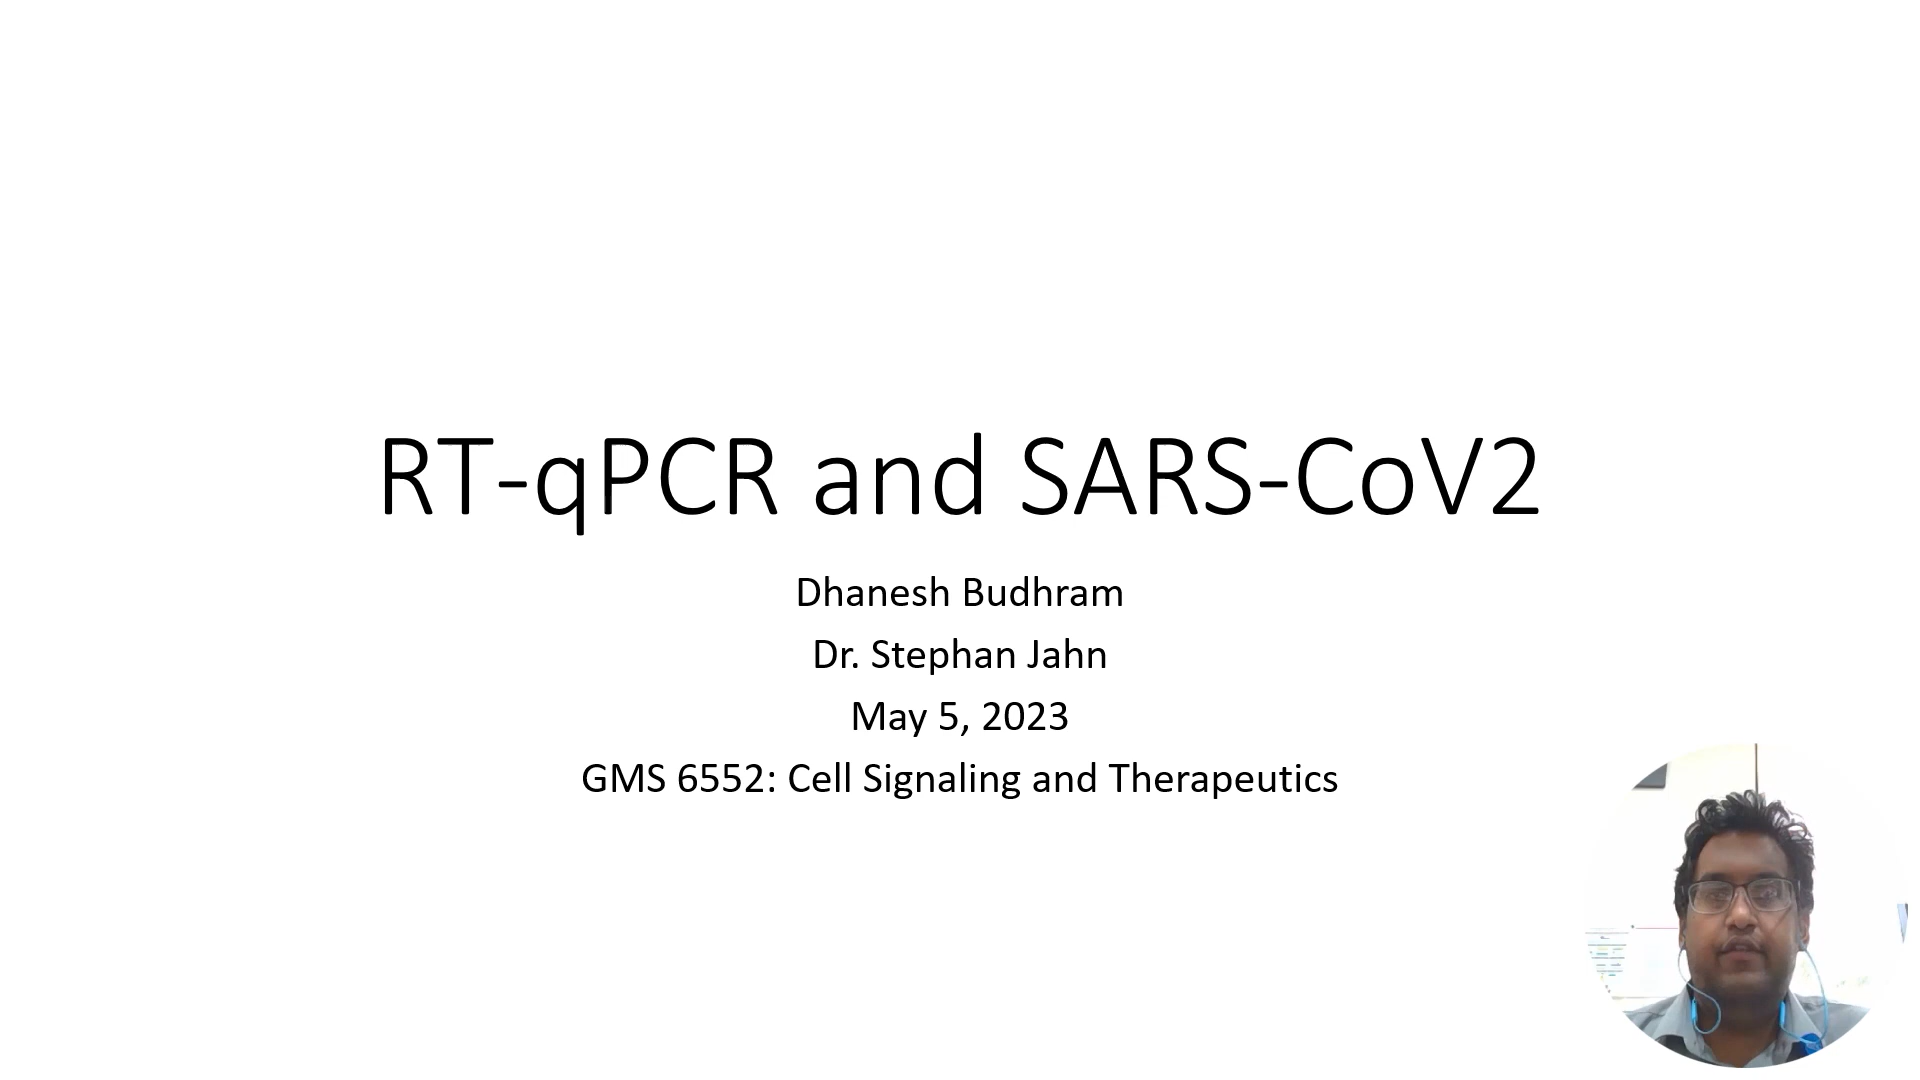 RT-qPCR and SARS-CoV2
Dhanesh Budhram
Dr. Stephan Jahn
May 5, 2023
GMS 6552: Cell Signaling and Therapeutics